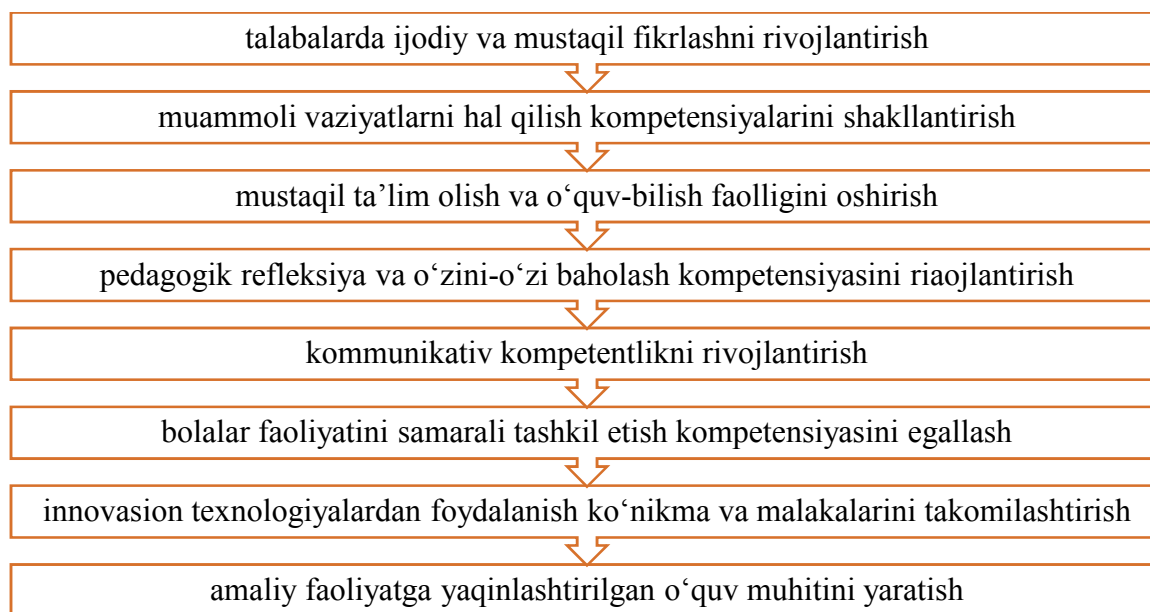 talabalarda ijodiy va mustaqil fikrlashni rivojlantirish
muammoli vaziyatlarni hal qilish kompetensiyalarini shakllantirish
mustaqil ta’lim olish va o‘quv-bilish faolligini oshirish
pedagogik refleksiya va o‘zini-o‘zi baholash kompetensiyasini riaojlantirish
kommunikativ kompetentlikni rivojlantirish
bolalar faoliyatini samarali tashkil etish kompetensiyasini egallash
innovasion texnologiyalardan foydalanish ko‘nikma va malakalarini takomilashtirish
amaliy faoliyatga yaqinlashtirilgan o‘quv muhitini yaratish